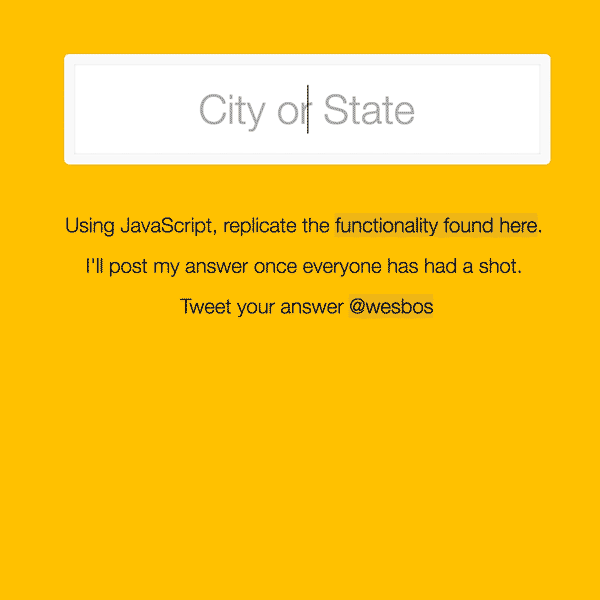 City or State
Using JavaScript, replicate the functionality found here.
I'll post my answer once everyone has had a shot.
Tweet your answer @wesbos